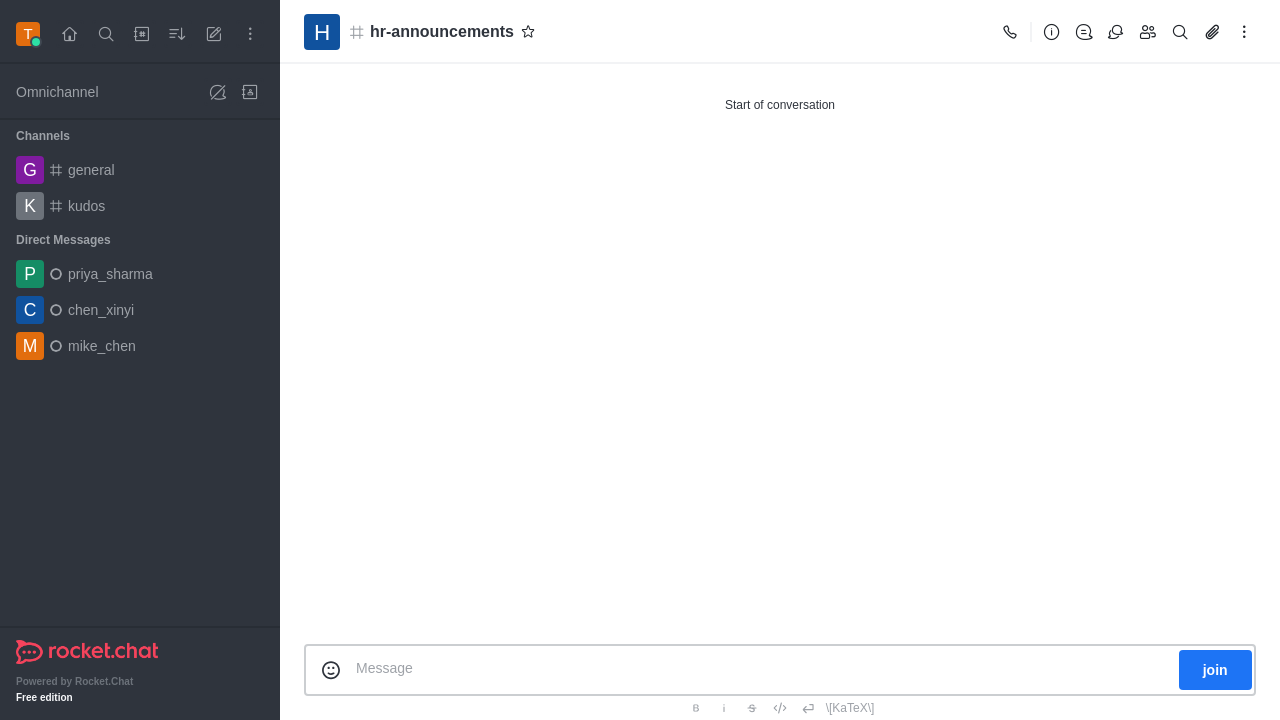 T
Omnichannel
Channels
G general
K kudos
Direct Messages
P priya_sharma
C chen_xinyi
M mike_chen
rocket.chat
Powered by Rocket.Chat
Free edition
H hr-announcements
Start of conversation
Message
join
B i S \[KaTeX\]